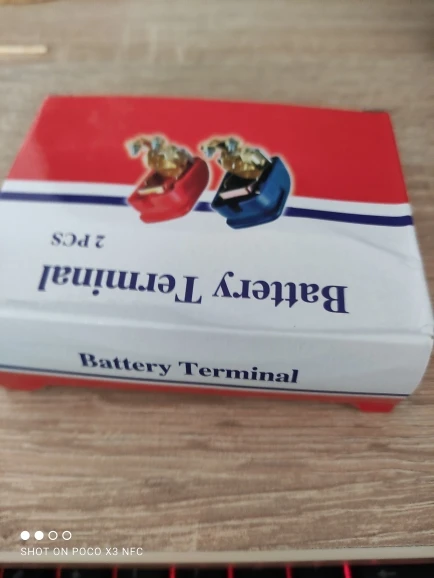 Battery Terminal
2 PCS
Battery Terminal
SHOT ON POCO X3 NFC